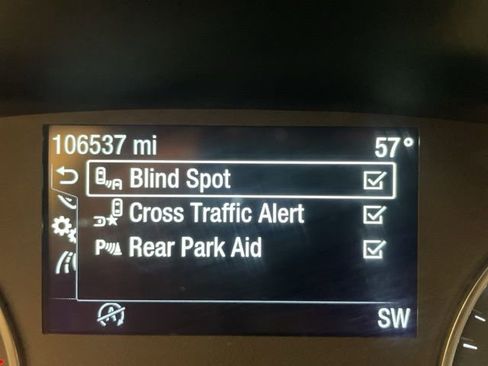 106537 mi 57°
Blind Spot
Cross Traffic Alert
P Rear Park Aid
A SW